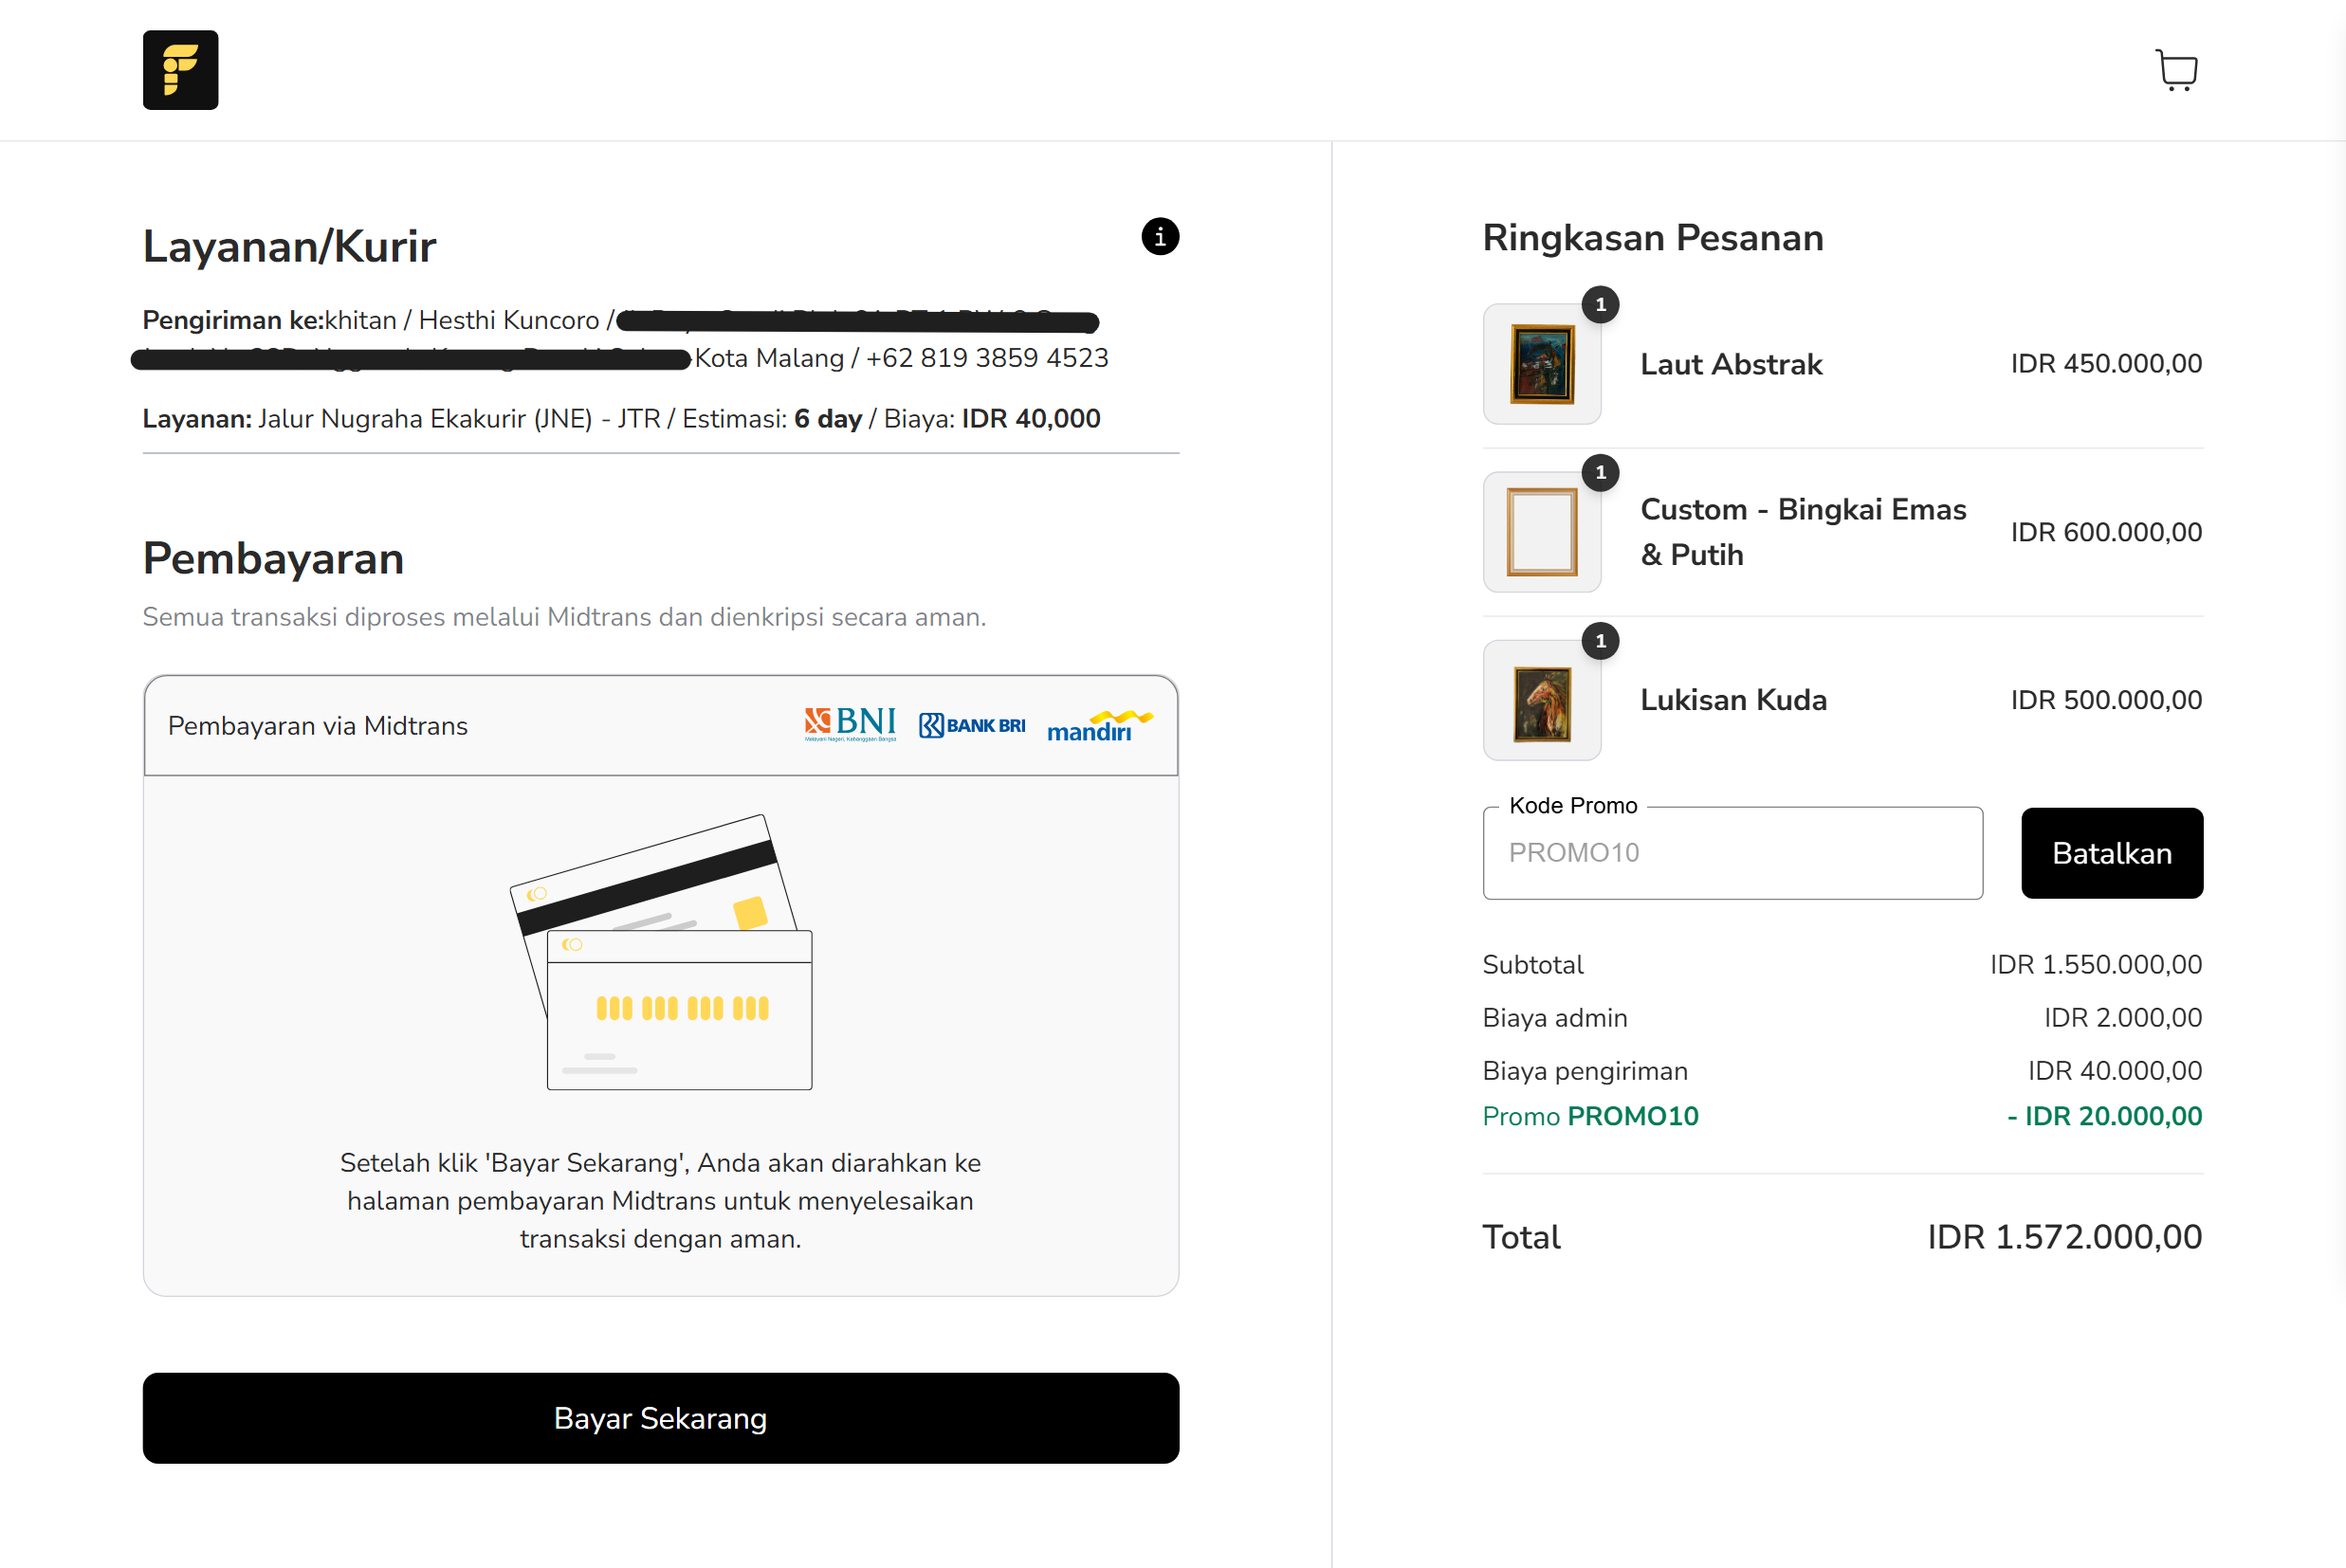 Layanan/Kurir
Pengiriman ke:khitan / Hesthi Kuncoro /
Kota Malang / +62 819 3859 4523
Layanan: Jalur Nugraha Ekakurir (JNE) - JTR / Estimasi: 6 day / Biaya: IDR 40,000
Pembayaran
Semua transaksi diproses melalui Midtrans dan dienkripsi secara aman.
Pembayaran via Midtrans
BNI
Melayani Negeri, Kebanggaan Bangsa
BANK BRI
mandiri
Setelah klik 'Bayar Sekarang', Anda akan diarahkan ke
halaman pembayaran Midtrans untuk menyelesaikan
transaksi dengan aman.
Bayar Sekarang
Ringkasan Pesanan
1
Laut Abstrak
IDR 450.000,00
1
Custom - Bingkai Emas
& Putih
IDR 600.000,00
1
Lukisan Kuda
IDR 500.000,00
Kode Promo
PROMO10
Batalkan
Subtotal
IDR 1.550.000,00
Biaya admin
IDR 2.000,00
Biaya pengiriman
IDR 40.000,00
Promo PROMO10
- IDR 20.000,00
Total
IDR 1.572.000,00